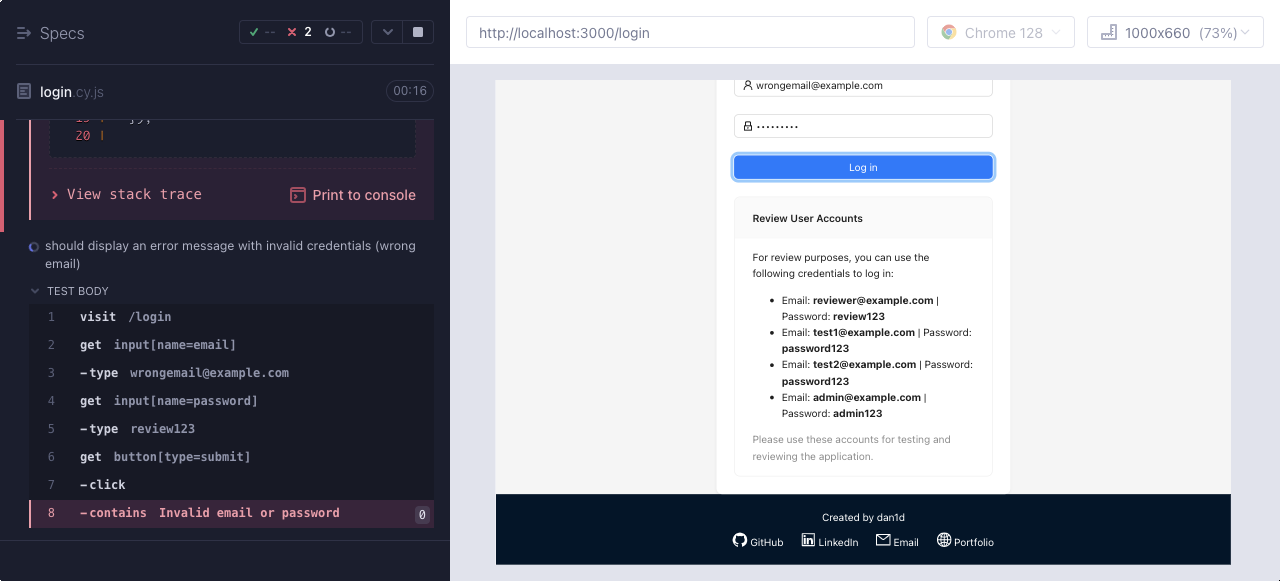 Specs
-- 2 --
login.cy.js
00:16
20 |
View stack trace
Print to console
should display an error message with invalid credentials (wrong
email)
TEST BODY
1 visit /login
2 get input[name=email]
3 -type wrongemail@example.com
4 get input[name=password]
5 -type review123
6 get button[type=submit]
7 -click
8 -contains Invalid email or password 0
http://localhost:3000/login
Chrome 128
1000x660 (73%)
wrongemail@example.com
•••••••••
Log in
Review User Accounts
For review purposes, you can use the
following credentials to log in:
• Email: reviewer@example.com |
Password: review123
• Email: test1@example.com | Password:
password123
• Email: test2@example.com | Password:
password123
• Email: admin@example.com |
Password: admin123
Please use these accounts for testing and
reviewing the application.
Created by dan1d
GitHub
LinkedIn
Email
Portfolio